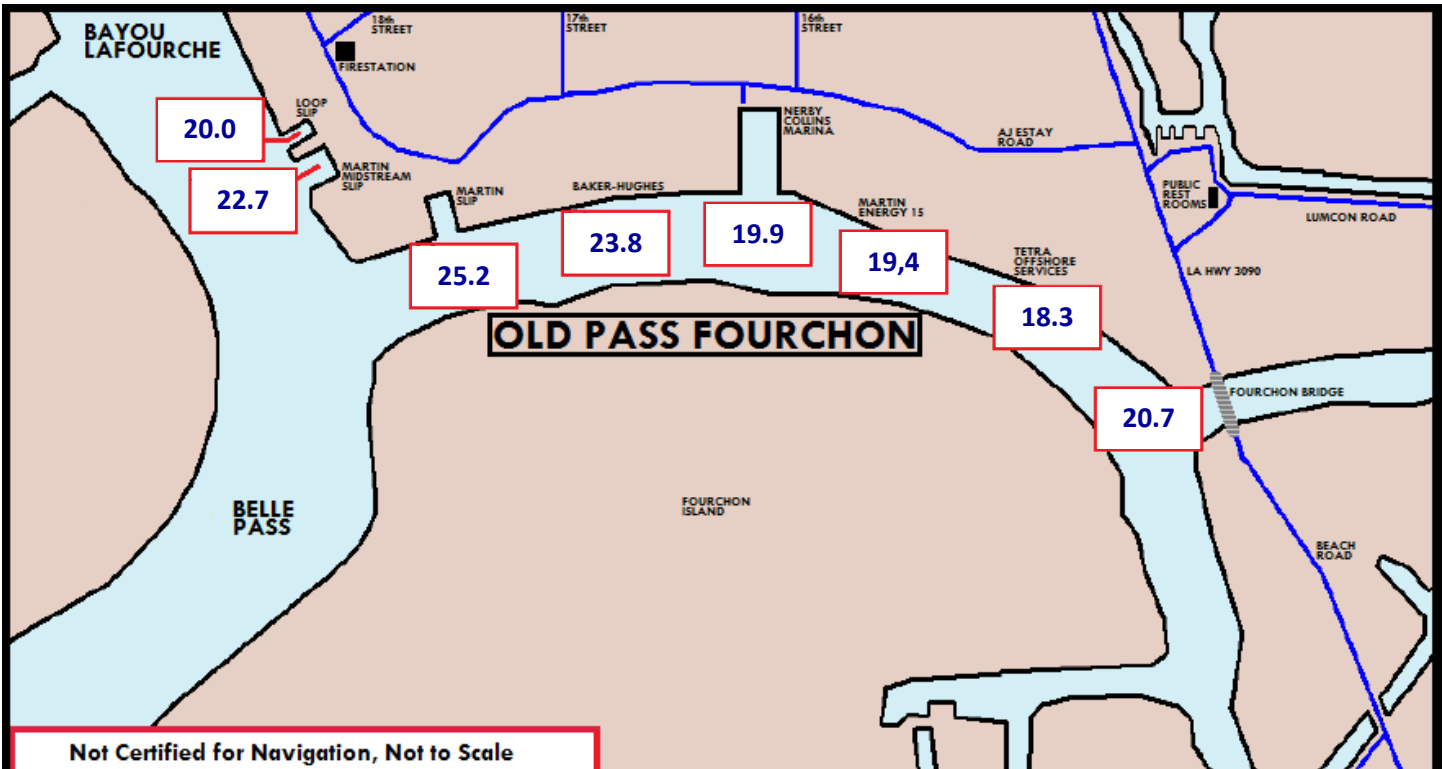 BAYOU
LAFOURCHE
18th
STREET
17th
STREET
16th
STREET
FIRESTATION
LOOP
SLIP
20.0
NERBY
COLLINS
MARINA
AJ ESTAY
ROAD
MARTIN
MIDSTREAM
SLIP
22.7
MARTIN
SLIP
BAKER-HUGHES
PUBLIC
REST
ROOMS
MARTIN
ENERGY 15
LUMCON ROAD
25.2
23.8
19.9
19,4
TETRA
OFFSHORE
SERVICES
LA HWY 3090
18.3
OLD PASS FOURCHON
20.7
FOURCHON BRIDGE
BELLE
PASS
FOURCHON
ISLAND
BEACH
ROAD
Not Certified for Navigation, Not to Scale